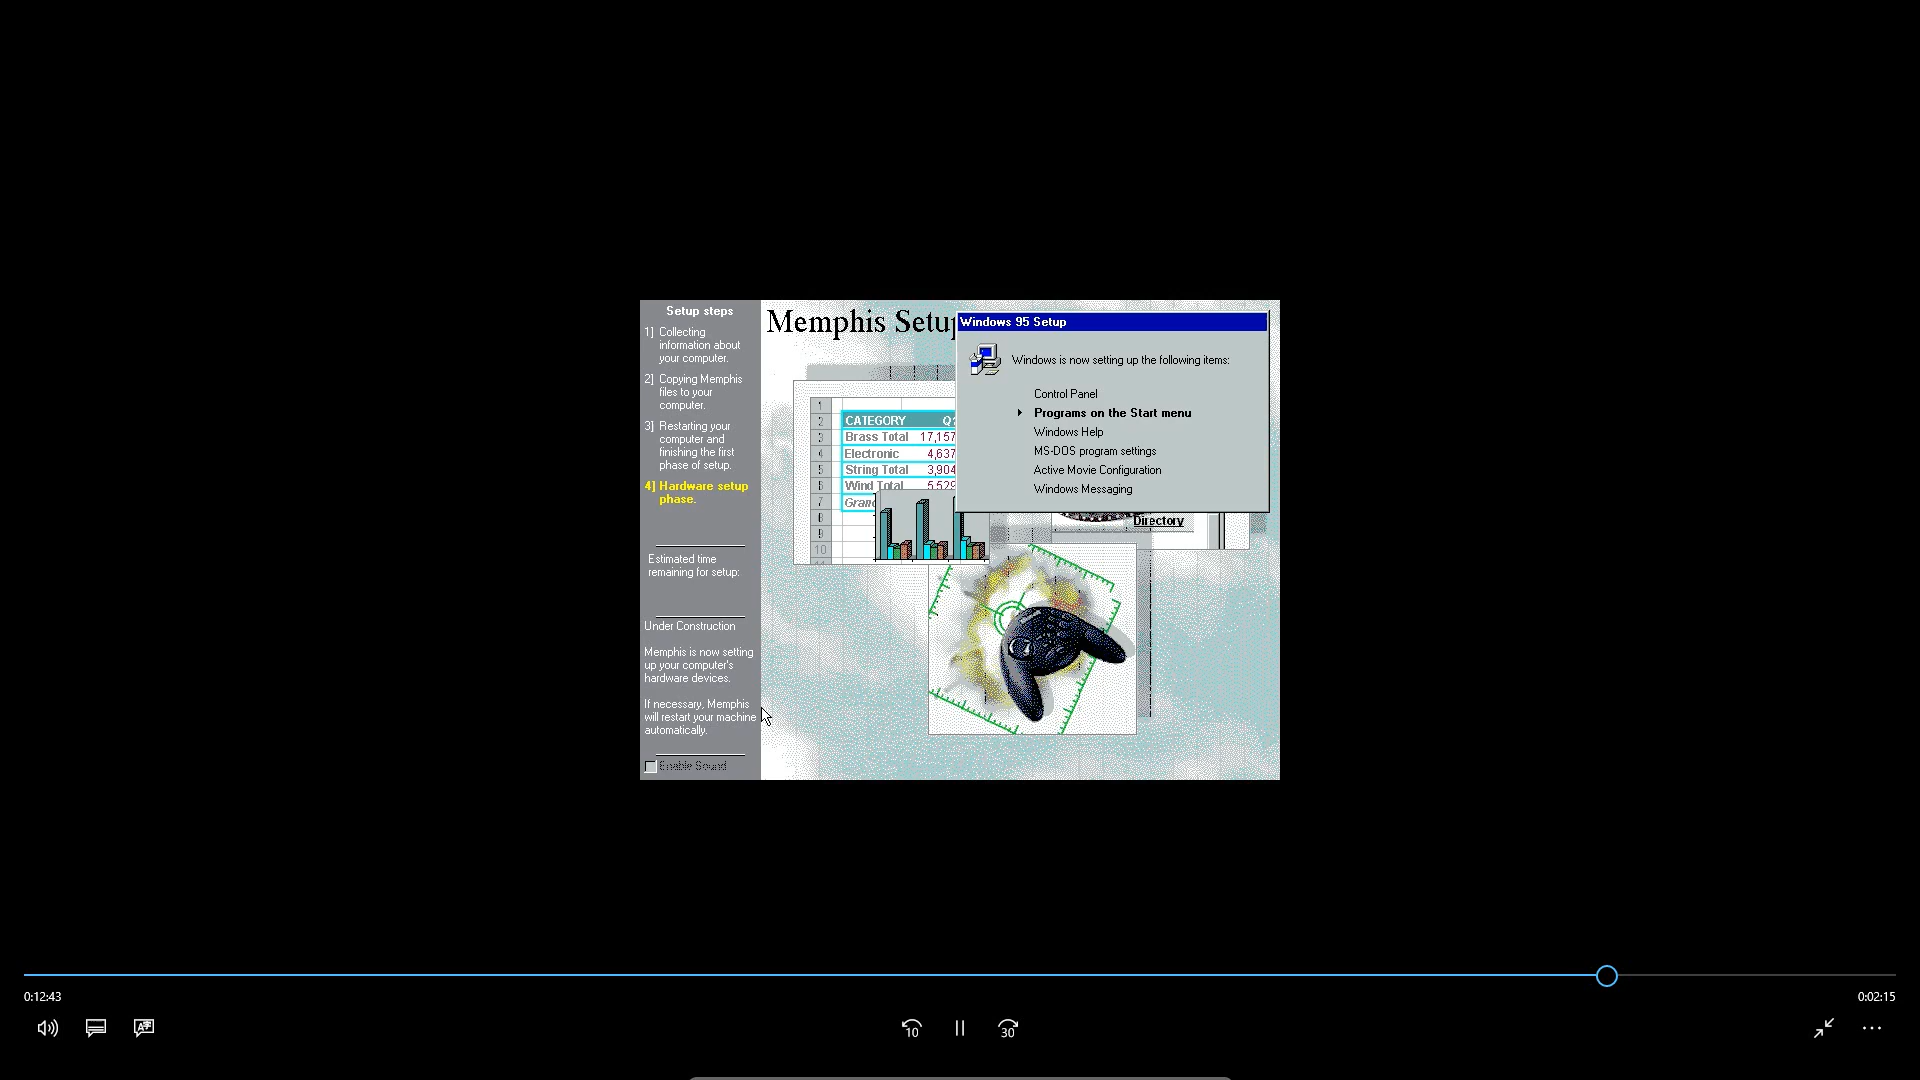 Setup steps
1] Collecting
information about
your computer.
2] Copying Memphis
files to your
computer.
3] Restarting your
computer and
finishing the first
phase of setup.
4] Hardware setup
phase.
Estimated time
remaining for setup:
Under Construction
Memphis is now setting
up your computer's
hardware devices.
If necessary, Memphis
will restart your machine
automatically.
Enable Sound
Memphis Setup
Windows 95 Setup
Windows is now setting up the following items:
Control Panel
Programs on the Start menu
Windows Help
MS-DOS program settings
Active Movie Configuration
Windows Messaging
1
2 CATEGORY
3 Brass Total 17,157
4 Electronic 4,637
5 String Total 3,904
6 Wind Total 5,529
7
8
9
10
Directory
0:12:43
0:02:15
10
30